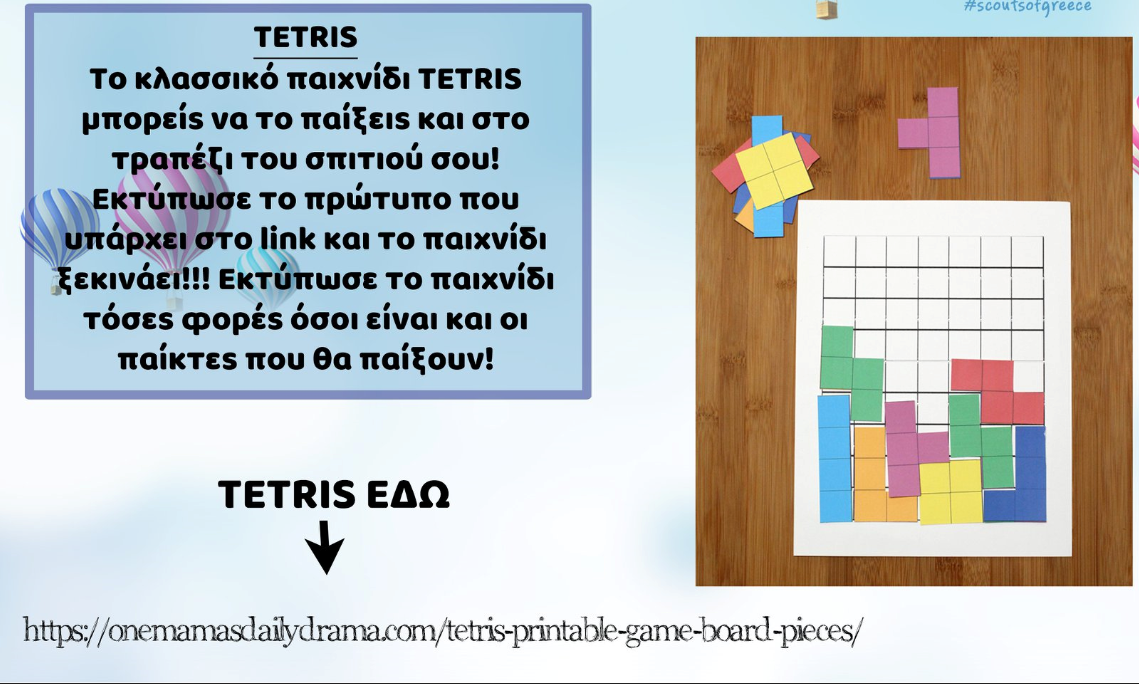 #scoutsofgreece
TETRIS
Το κλασσικό παιχνίδι TETRIS
μπορείς να το παίξεις και στο
τραπέζι του σπιτιού σου!
Εκτύπωσε το πρώτυπο που
υπάρχει στο link και το παιχνίδι
ξεκινάει!!! Εκτύπωσε το παιχνίδι
τόσες φορές όσοι είναι και οι
παίκτες που θα παίξουν!
TETRIS ΕΔΩ
https://onemamasdailydrama.com/tetris-printable-game-board-pieces/